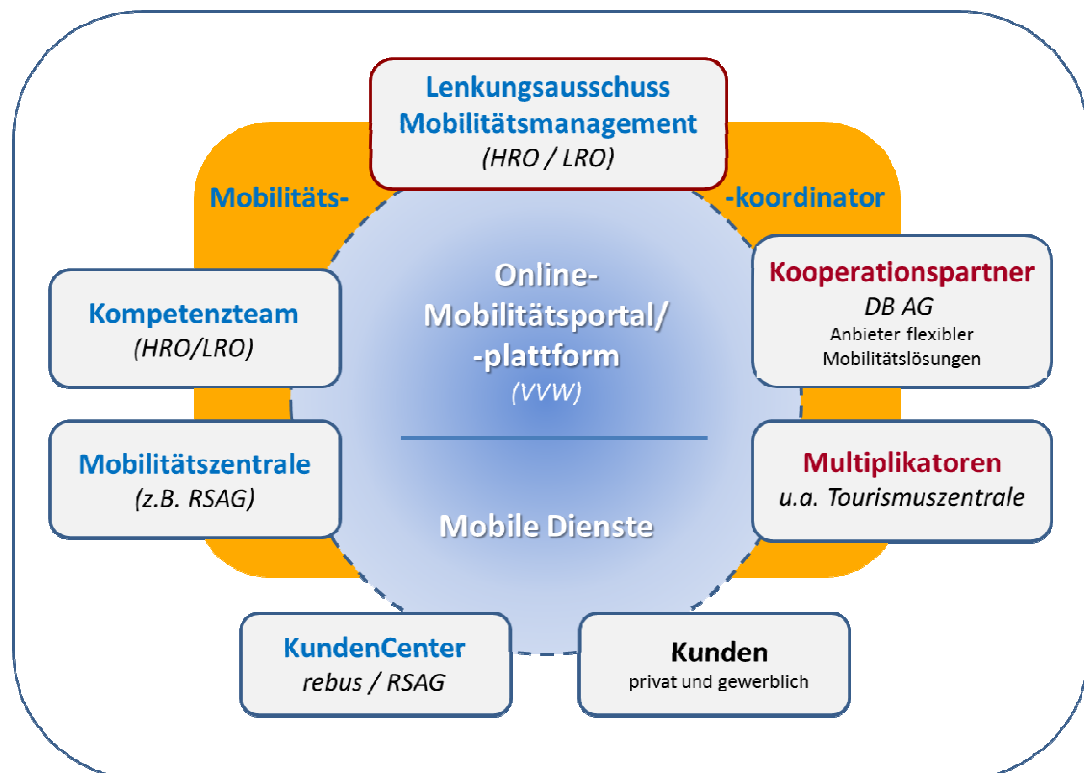 Lenkungsausschuss
Mobilitätsmanagement
(HRO / LRO)
Mobilitäts-
-koordinator
Online-
Mobilitätsportal/
-plattform
(VVW)
Kooperationspartner
DB AG
Anbieter flexibler
Mobilitätslösungen
Kompetenzteam
(HRO/LRO)
Mobilitätszentrale
(z.B. RSAG)
Multiplikatoren
u.a. Tourismuszentrale
Mobile Dienste
KundenCenter
rebus / RSAG
Kunden
privat und gewerblich